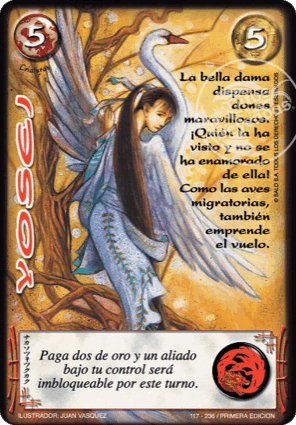 5
5
Criatura
La bella dama
dispensa
dones
maravillosos.
¡Quién la ha
visto y no se
ha enamorado
de ella!
Como las aves
migratorias,
también
emprende
el vuelo.
YOSEI
Paga dos de oro y un aliado
bajo tu control será
imbloqueable por este turno.
ILUSTRADOR: JUAN VASQUEZ
117 - 236 / PRIMERA EDICION